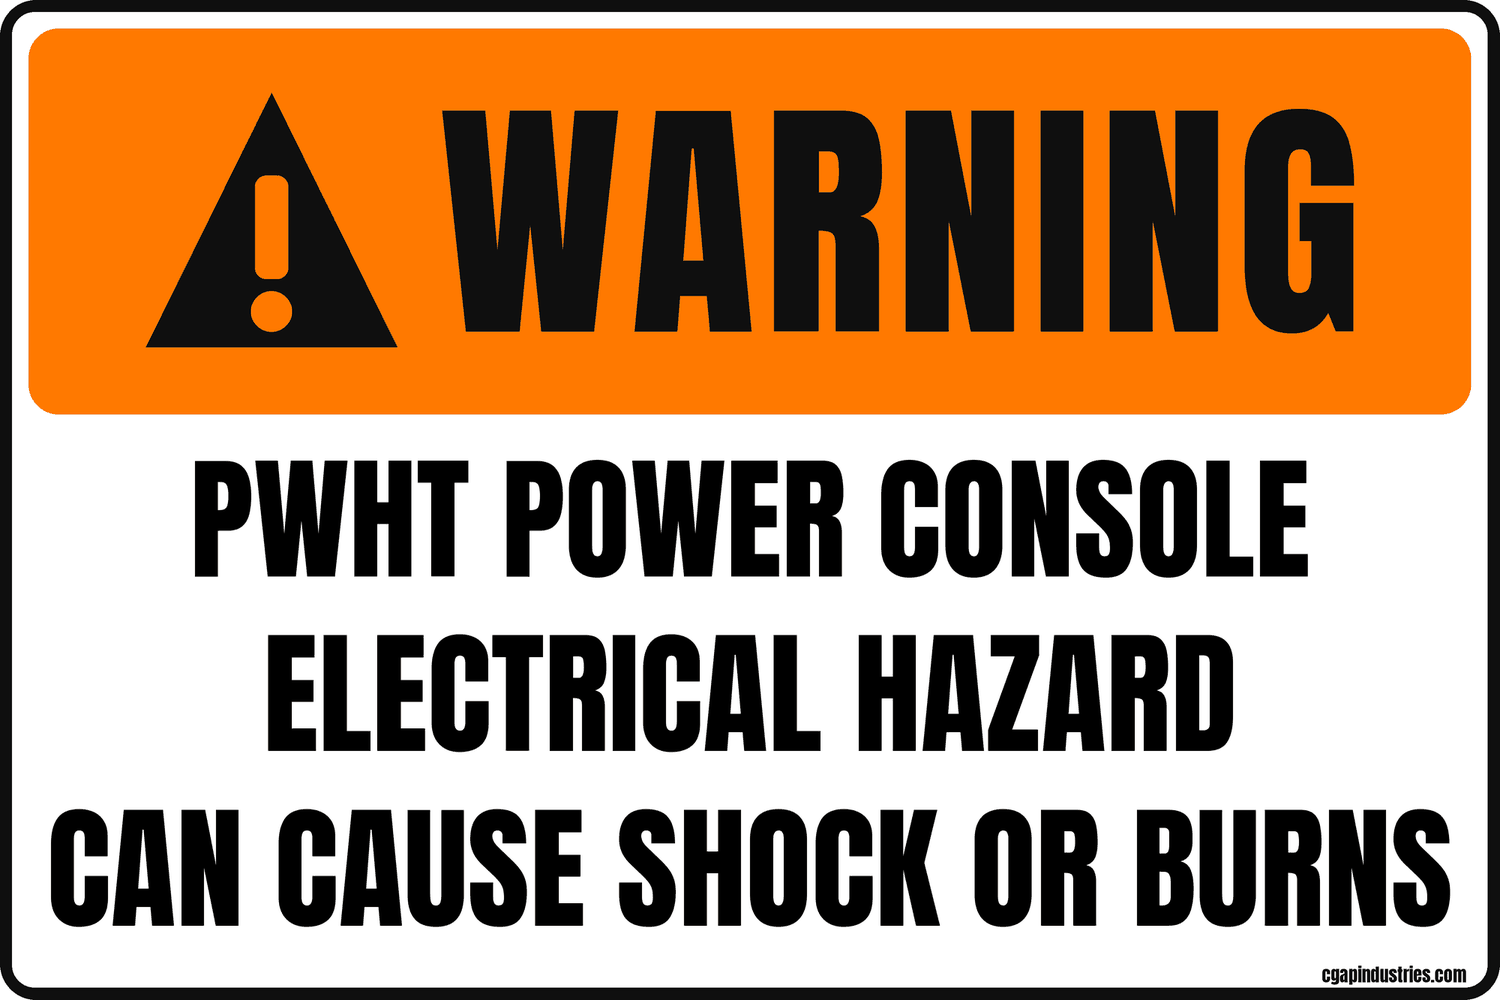 WARNING
PWHT POWER CONSOLE
ELECTRICAL HAZARD
CAN CAUSE SHOCK OR BURNS
cgapindustries.com